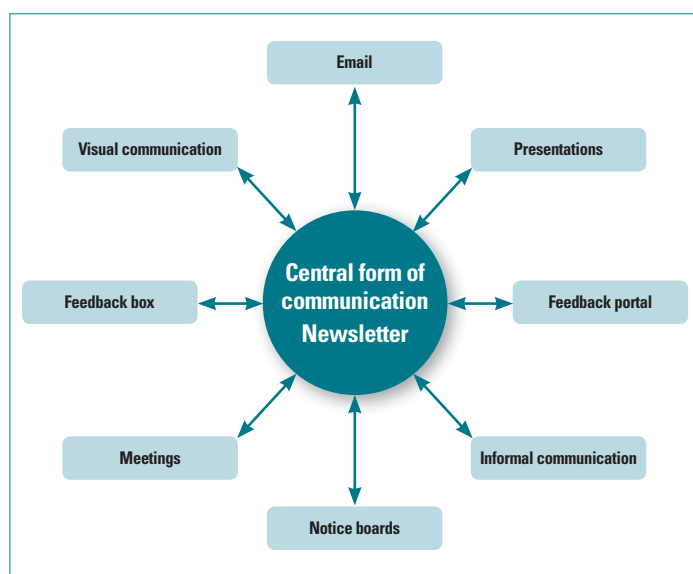 Email
Visual communication
Presentations
Central form of
communication
Newsletter
Feedback box
Feedback portal
Meetings
Informal communication
Notice boards